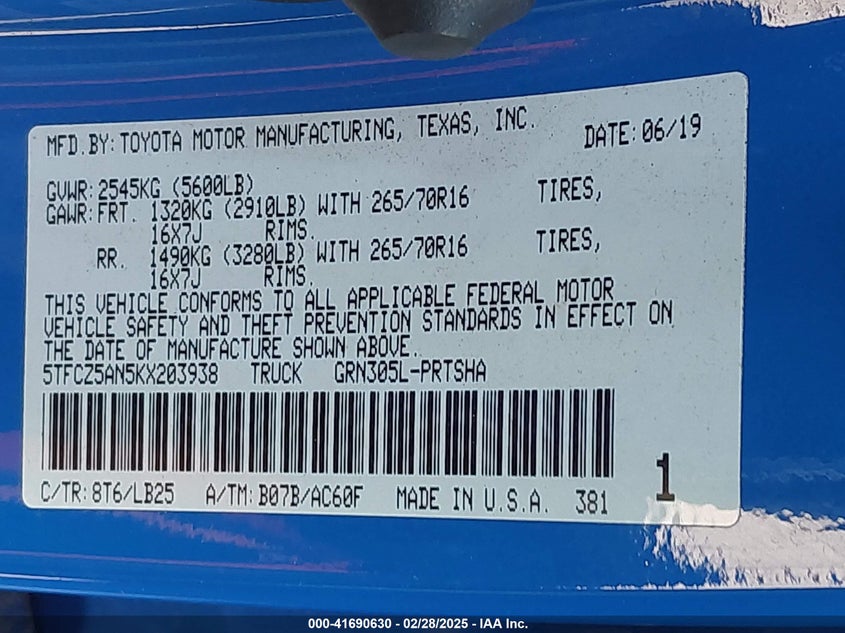 MFD.BY: TOYOTA MOTOR MANUFACTURING, TEXAS, INC. DATE: 06/19
GVWR: 2545KG (5600LB)
GAWR: FRT. 1320KG (2910LB) WITH 265/70R16 TIRES,
16X7J RIMS.
RR. 1490KG (3280LB) WITH 265/70R16 TIRES,
16X7J RIMS.
THIS VEHICLE CONFORMS TO ALL APPLICABLE FEDERAL MOTOR
VEHICLE SAFETY AND THEFT PREVENTION STANDARDS IN EFFECT ON
THE DATE OF MANUFACTURE SHOWN ABOVE.
5TFCZ5AN5KX203938 TRUCK GRN305L-PRTSHA
1
C/TR: 8T6/LB25 A/TM: B07B/AC60F MADE IN U.S.A. 381
000-41690630 - 02/28/2025 - IAA Inc.